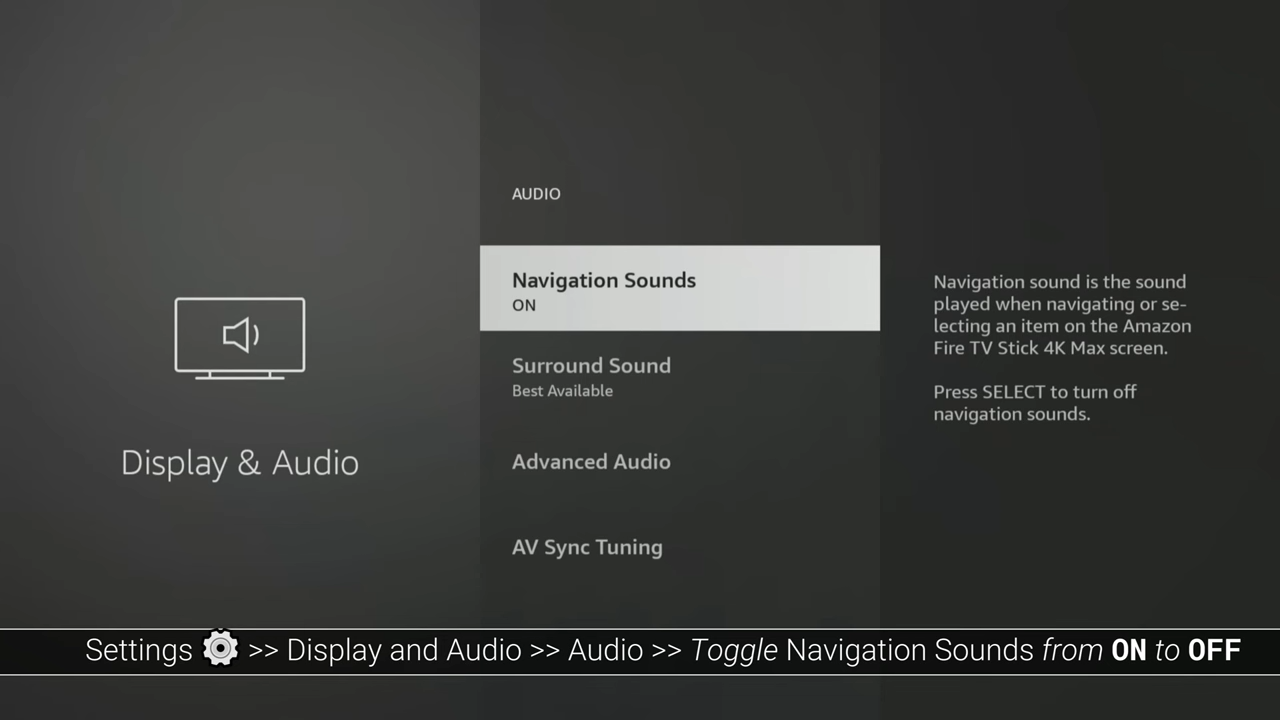 AUDIO
Navigation Sounds
ON
Surround Sound
Best Available
Advanced Audio
AV Sync Tuning
Display & Audio
Navigation sound is the sound
played when navigating or se-
lecting an item on the Amazon
Fire TV Stick 4K Max screen.
Press SELECT to turn off
navigation sounds.
Settings >> Display and Audio >> Audio >> Toggle Navigation Sounds from ON to OFF